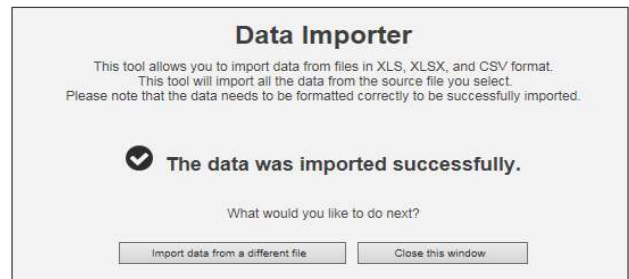 Data Importer
This tool allows you to import data from files in XLS, XLSX, and CSV format.
This tool will import all the data from the source file you select.
Please note that the data needs to be formatted correctly to be successfully imported.
The data was imported successfully.
What would you like to do next?
Import data from a different file
Close this window